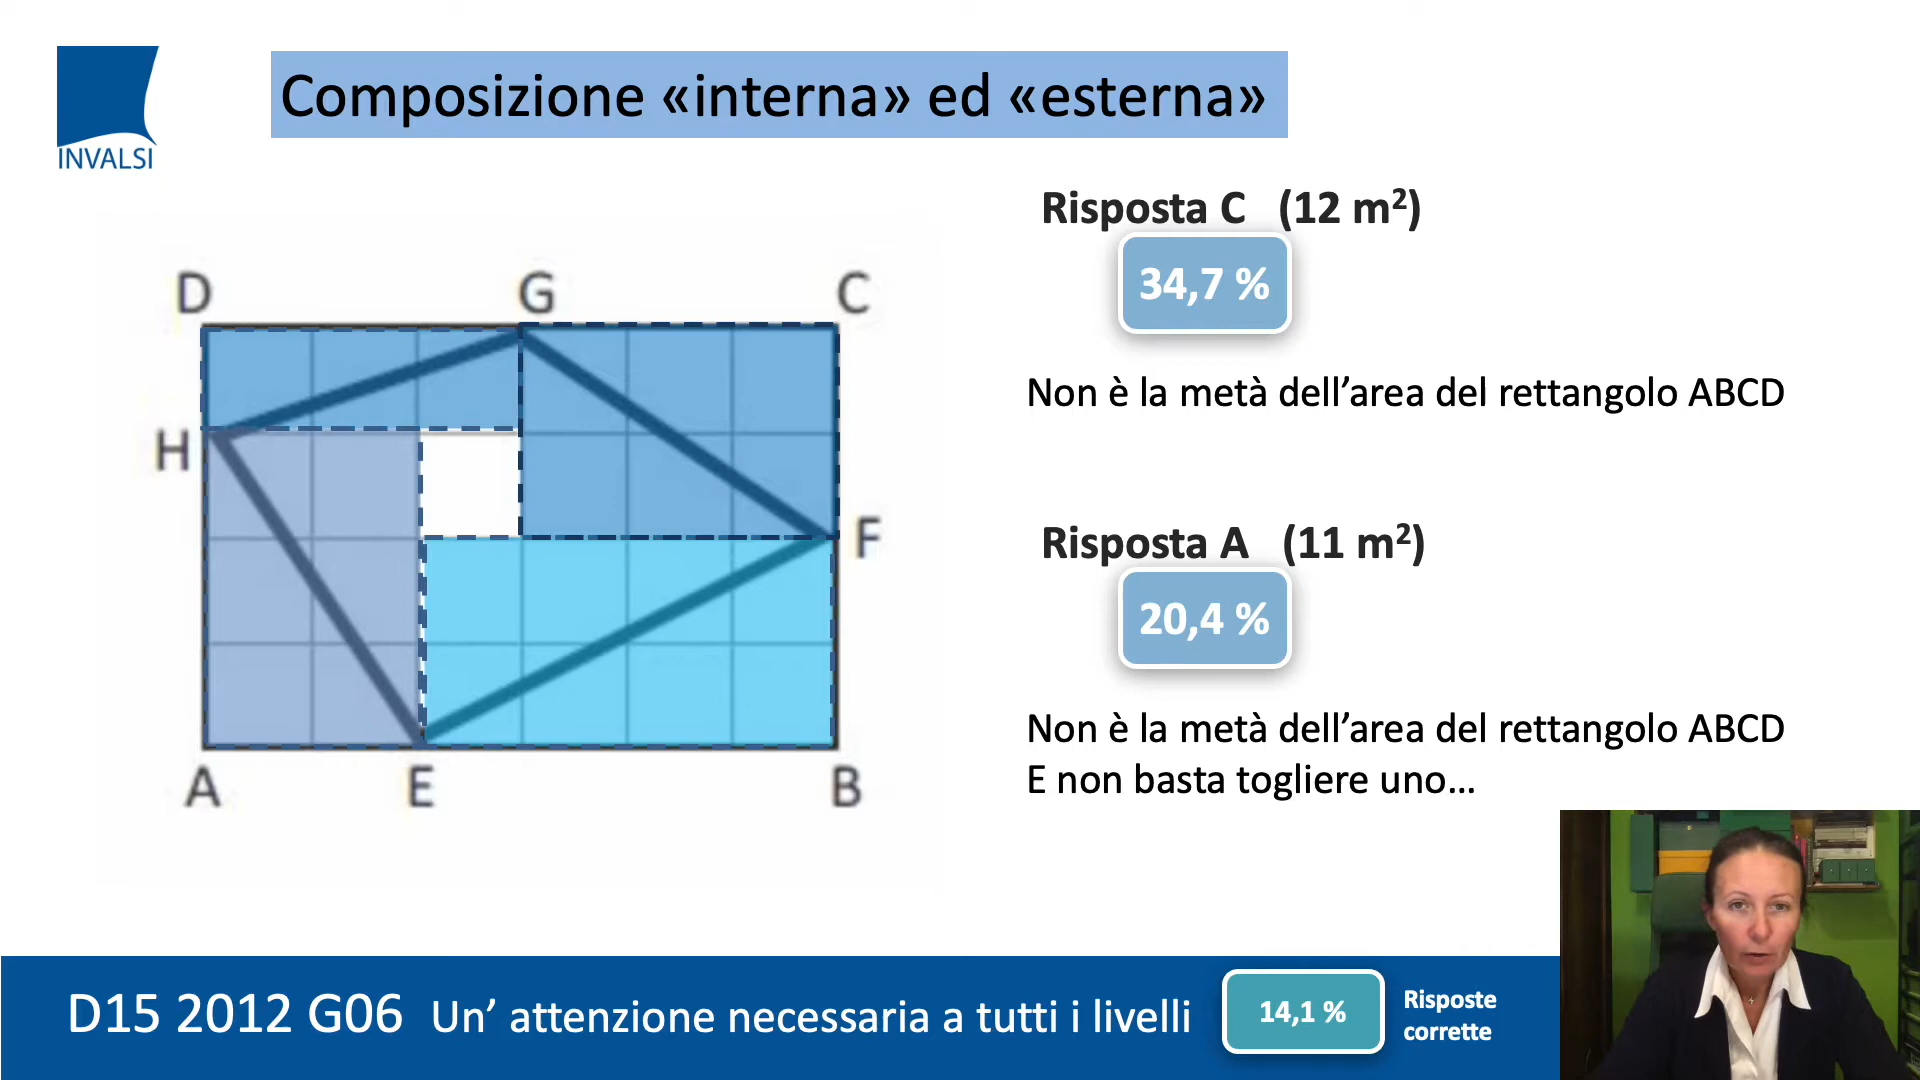 INVALSI
Composizione «interna» ed «esterna»
Risposta C (12 m²)
34,7 %
Non è la metà dell’area del rettangolo ABCD
D G C
H
F
A E B
Risposta A (11 m²)
20,4 %
Non è la metà dell’area del rettangolo ABCD
E non basta togliere uno…
D15 2012 G06 Un’ attenzione necessaria a tutti i livelli
14,1 %
Risposte
corrette